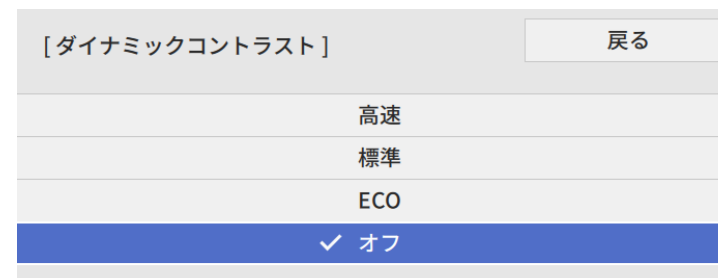 [ ダイナミックコントラスト ]
戻る
高速
標準
ECO
オフ